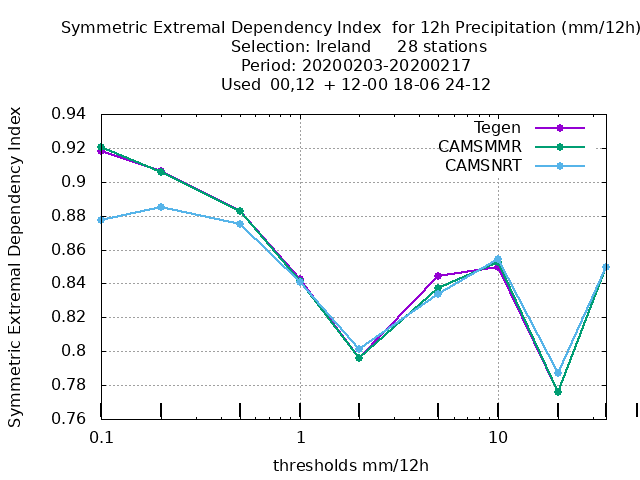 Symmetric Extremal Dependency Index  for 12h Precipitation (mm/12h)
Selection: Ireland     28 stations
Period: 20200203-20200217
Used  00,12  + 12-00 18-06 24-12
Symmetric Extremal Dependency Index
0.94
0.92
0.9
0.88
0.86
0.84
0.82
0.8
0.78
0.76
Tegen
CAMSMMR
CAMSNRT
0.1 1 10
thresholds mm/12h